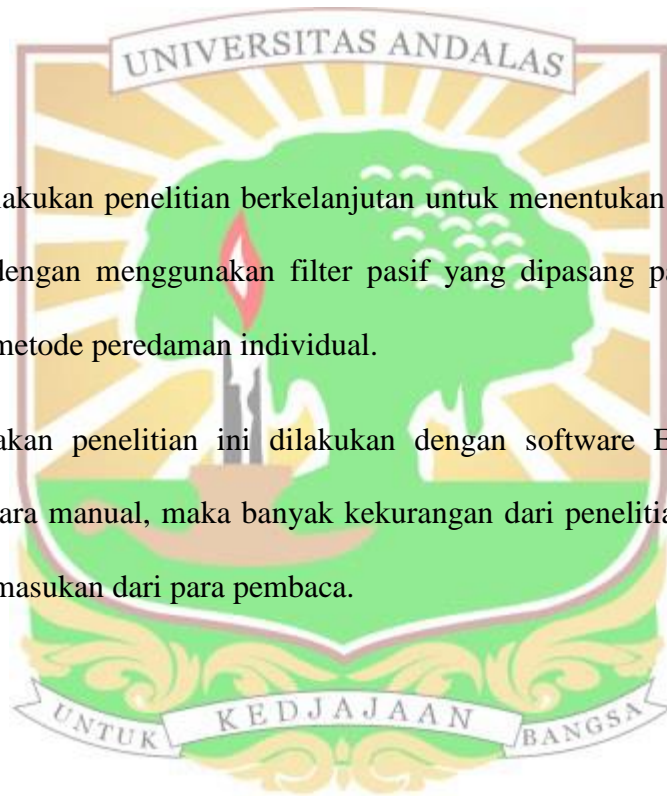 UNIVERSITAS ANDALAS
lakukan penelitian berkelanjutan untuk menentukan
dengan menggunakan filter pasif yang dipasang pa
metode peredaman individual.
akan penelitian ini dilakukan dengan software E
ara manual, maka banyak kekurangan dari penelitia
masukan dari para pembaca.
UNTUK KEDJAJAAN BANGSA